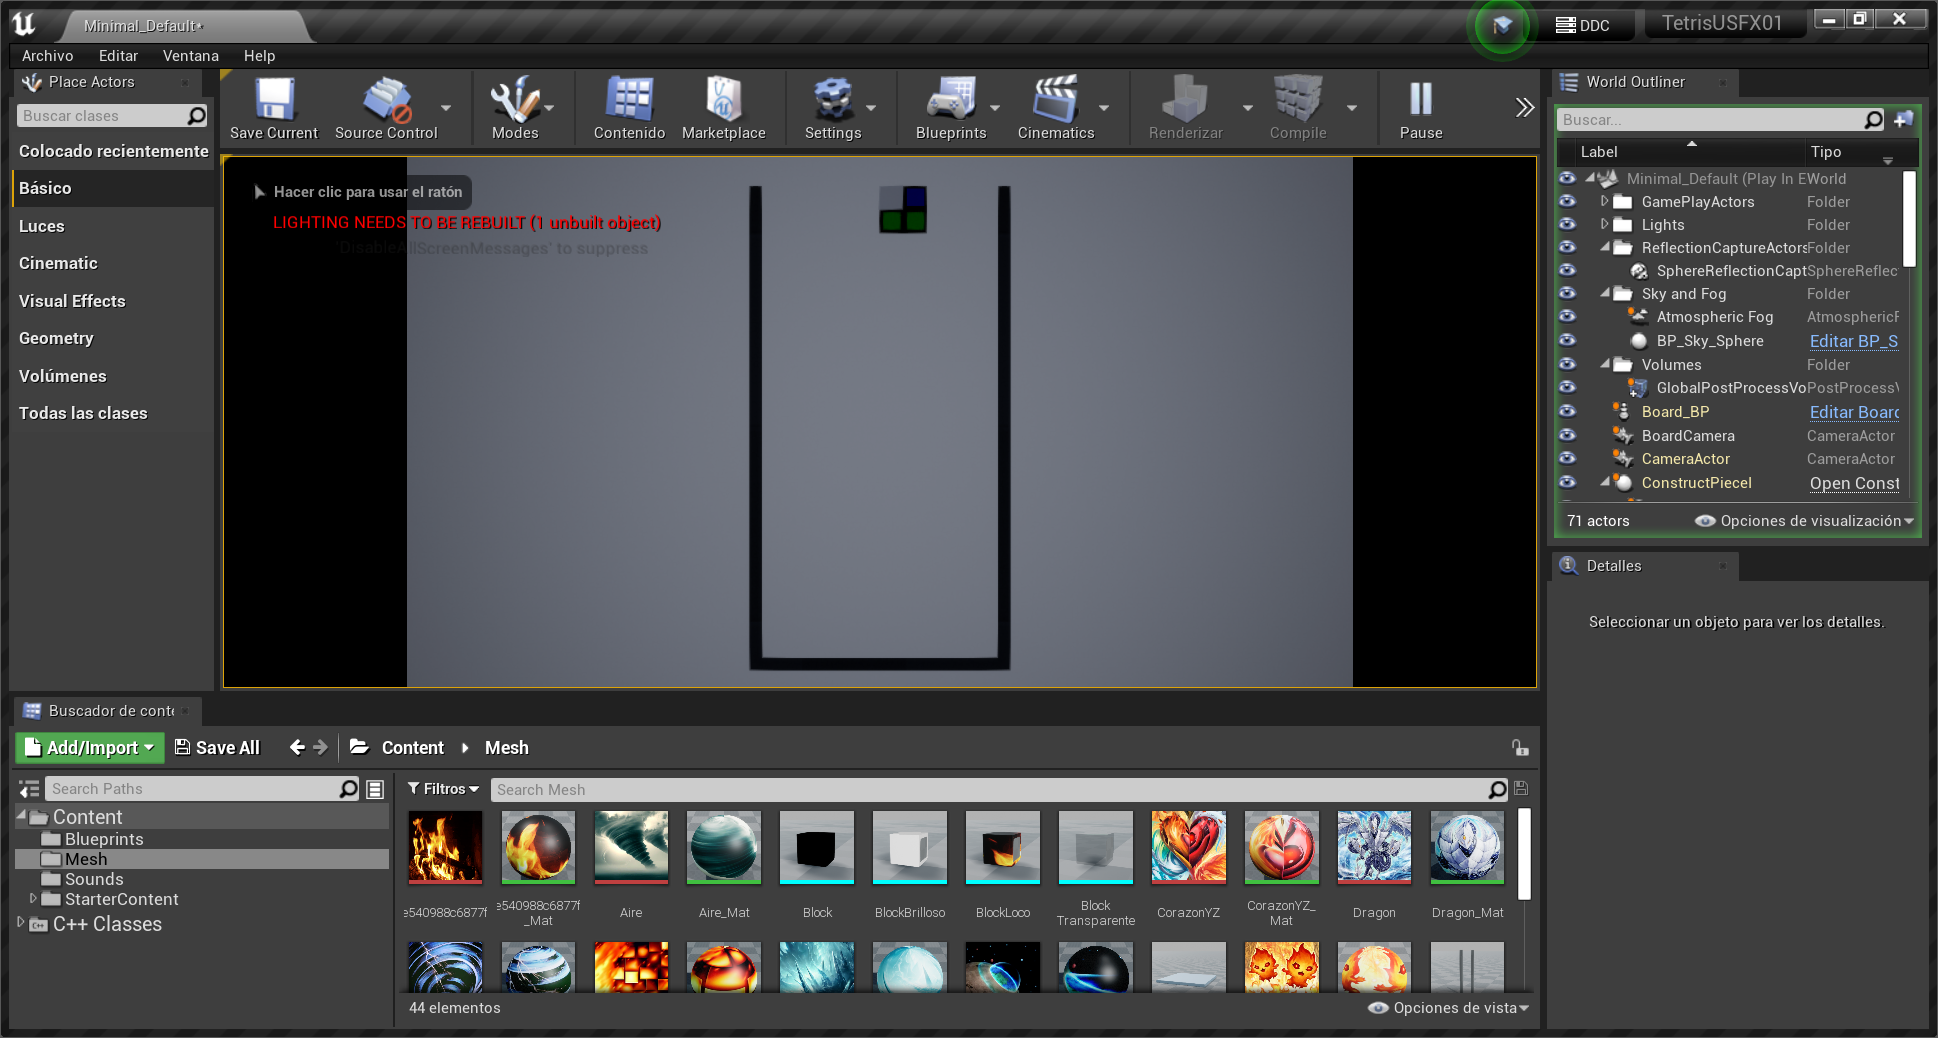 Minimal_Default*
DDC
TetrisUSFX01
Archivo Editar Ventana Help
Place Actors
Buscar clases
Colocado recientemente
Básico
Luces
Cinematic
Visual Effects
Geometry
Volúmenes
Todas las clases
Save Current Source Control Modes Contenido Marketplace Settings Blueprints Cinematics Renderizar Compile Pause
Hacer clic para usar el ratón
LIGHTING NEEDS TO BE REBUILT (1 unbuilt object)
'DisableAllScreenMessages' to suppress
World Outliner
Buscar...
Label Tipo
Minimal_Default (Play In E World
GamePlayActors Folder
Lights Folder
ReflectionCaptureActors Folder
SphereReflectionCapt SphereReflec
Sky and Fog Folder
Atmospheric Fog AtmosphericF
BP_Sky_Sphere Editar BP_S
Volumes Folder
GlobalPostProcessVo PostProcessV
Board_BP Editar Board
BoardCamera CameraActor
CameraActor CameraActor
ConstructPieceI Open Const
71 actors Opciones de visualización
Detalles
Seleccionar un objeto para ver los detalles.
Buscador de conte
Add/Import Save All Content Mesh
Search Paths
Content
Blueprints
Mesh
Sounds
StarterContent
C++ Classes
Filtros Search Mesh
e540988c6877f
e540988c6877f
_Mat
Aire
Aire_Mat
Block
BlockBrilloso
BlockLoco
Block
Transparente
CorazonYZ
CorazonYZ_
Mat
Dragon
Dragon_Mat
44 elementos
Opciones de vista